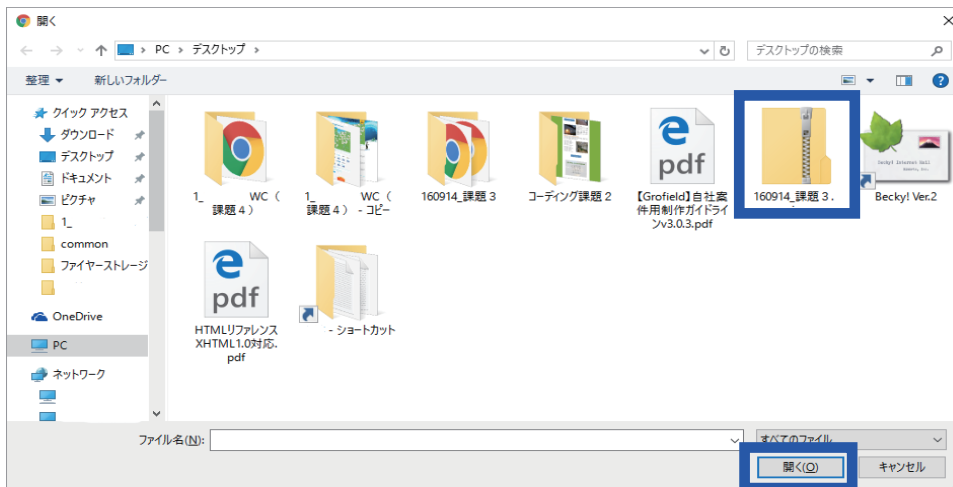 開く
PC › デスクトップ ›
デスクトップの検索
整理 新しいフォルダー
クイック アクセス
ダウンロード
デスクトップ
ドキュメント
ピクチャ
1_
common
ファイヤーストレージ
OneDrive
PC
ネットワーク
1_ WC (
課題4)
1_ WC (
課題4) - コピー
160914_課題3
コーディング課題2
pdf
【Grofield】自社案
件用制作ガイドライ
ンv3.0.3.pdf
160914_課題3.
Becky! Internet Mail
Becky! Ver.2
pdf
HTMLリファレンス
XHTML1.0対応.
pdf
- ショートカット
ファイル名(N):
すべてのファイル
開く(O)
キャンセル